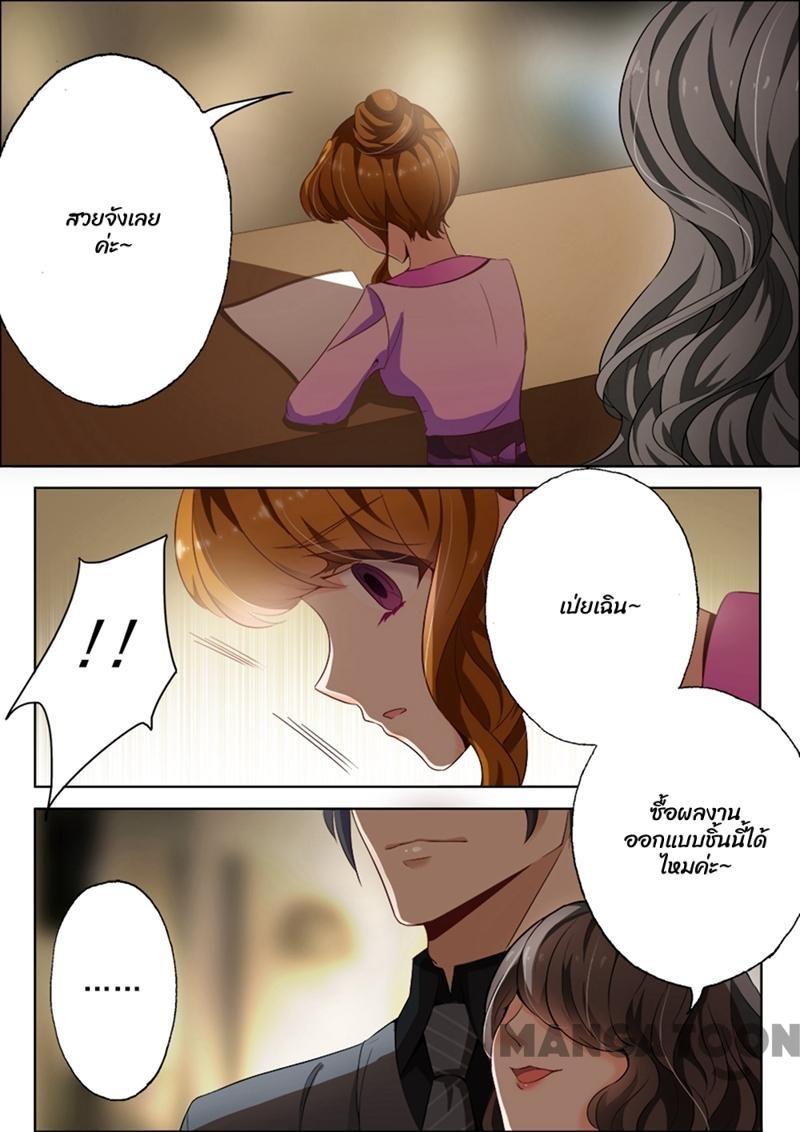 สวยจังเลย
ค่ะ~
! !
เป่ยเฉิน~
ซื้อผลงาน
ออกแบบชิ้นนี้ได้
ไหมค่ะ~
......
MANGATOON